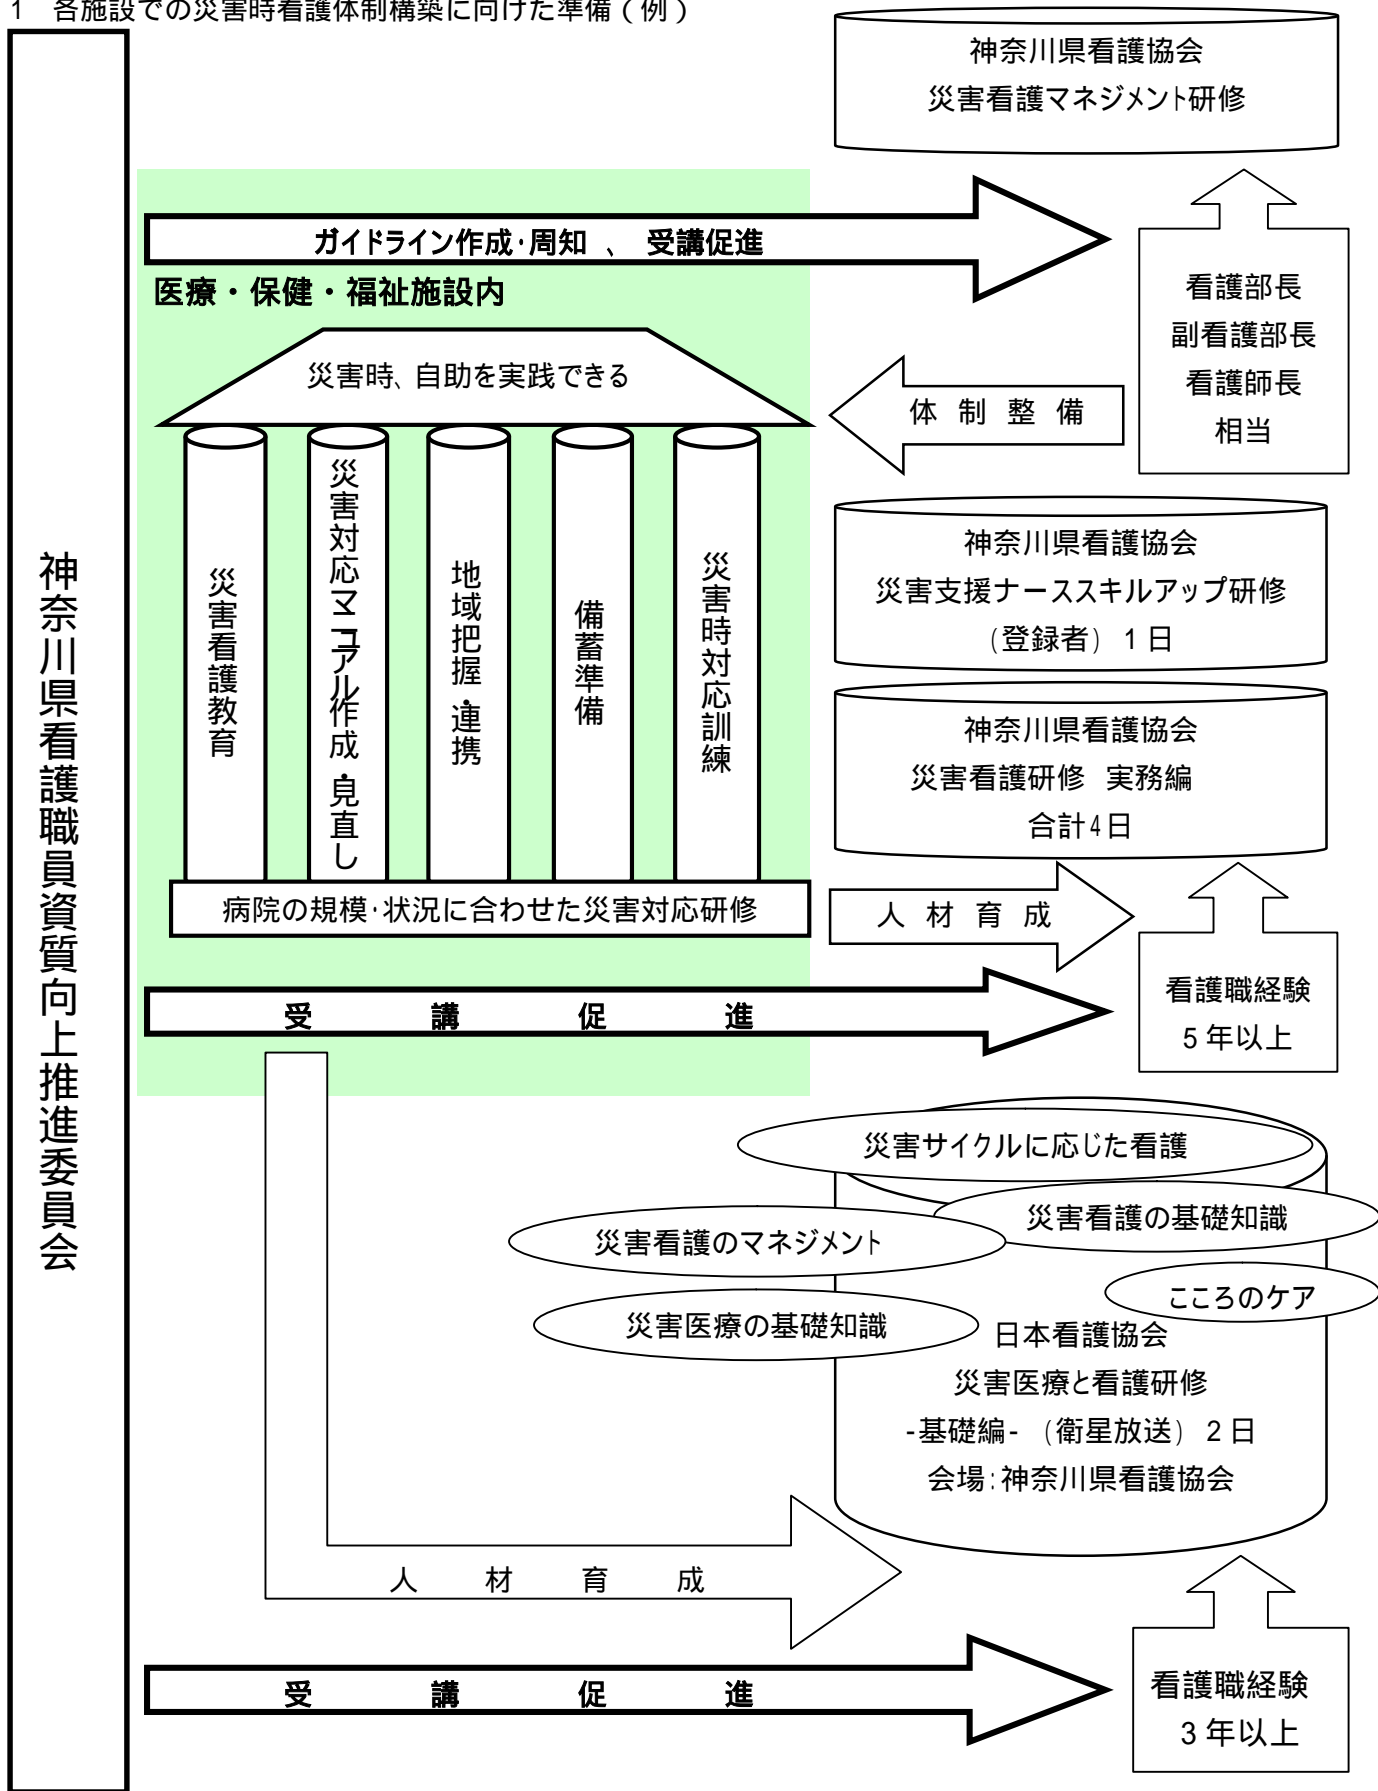 1　各施設での災害時看護体制構築に向けた準備（例）
神奈川県看護職員資質向上推進委員会
神奈川県看護協会
災害看護マネジメント研修
ガイドライン作成・周知 、 受講促進
医療・保健・福祉施設内
看護部長
副看護部長
看護師長
相当
災害時、自助を実践できる
体 制 整 備
災害看護教育
災害対応マニュアル作成・見直し
地域把握・連携
備蓄準備
災害時対応訓練
病院の規模・状況に合わせた災害対応研修
神奈川県看護協会
災害支援ナーススキルアップ研修
（登録者） 1 日
神奈川県看護協会
災害看護研修 実務編
合計4日
人 材 育 成
受 講 促 進
看護職経験
5 年以上
災害サイクルに応じた看護
災害看護の基礎知識
災害看護のマネジメント
こころのケア
災害医療の基礎知識
日本看護協会
災害医療と看護研修
-基礎編- （衛星放送） 2 日
会場：神奈川県看護協会
人 材 育 成
受 講 促 進
看護職経験
3 年以上